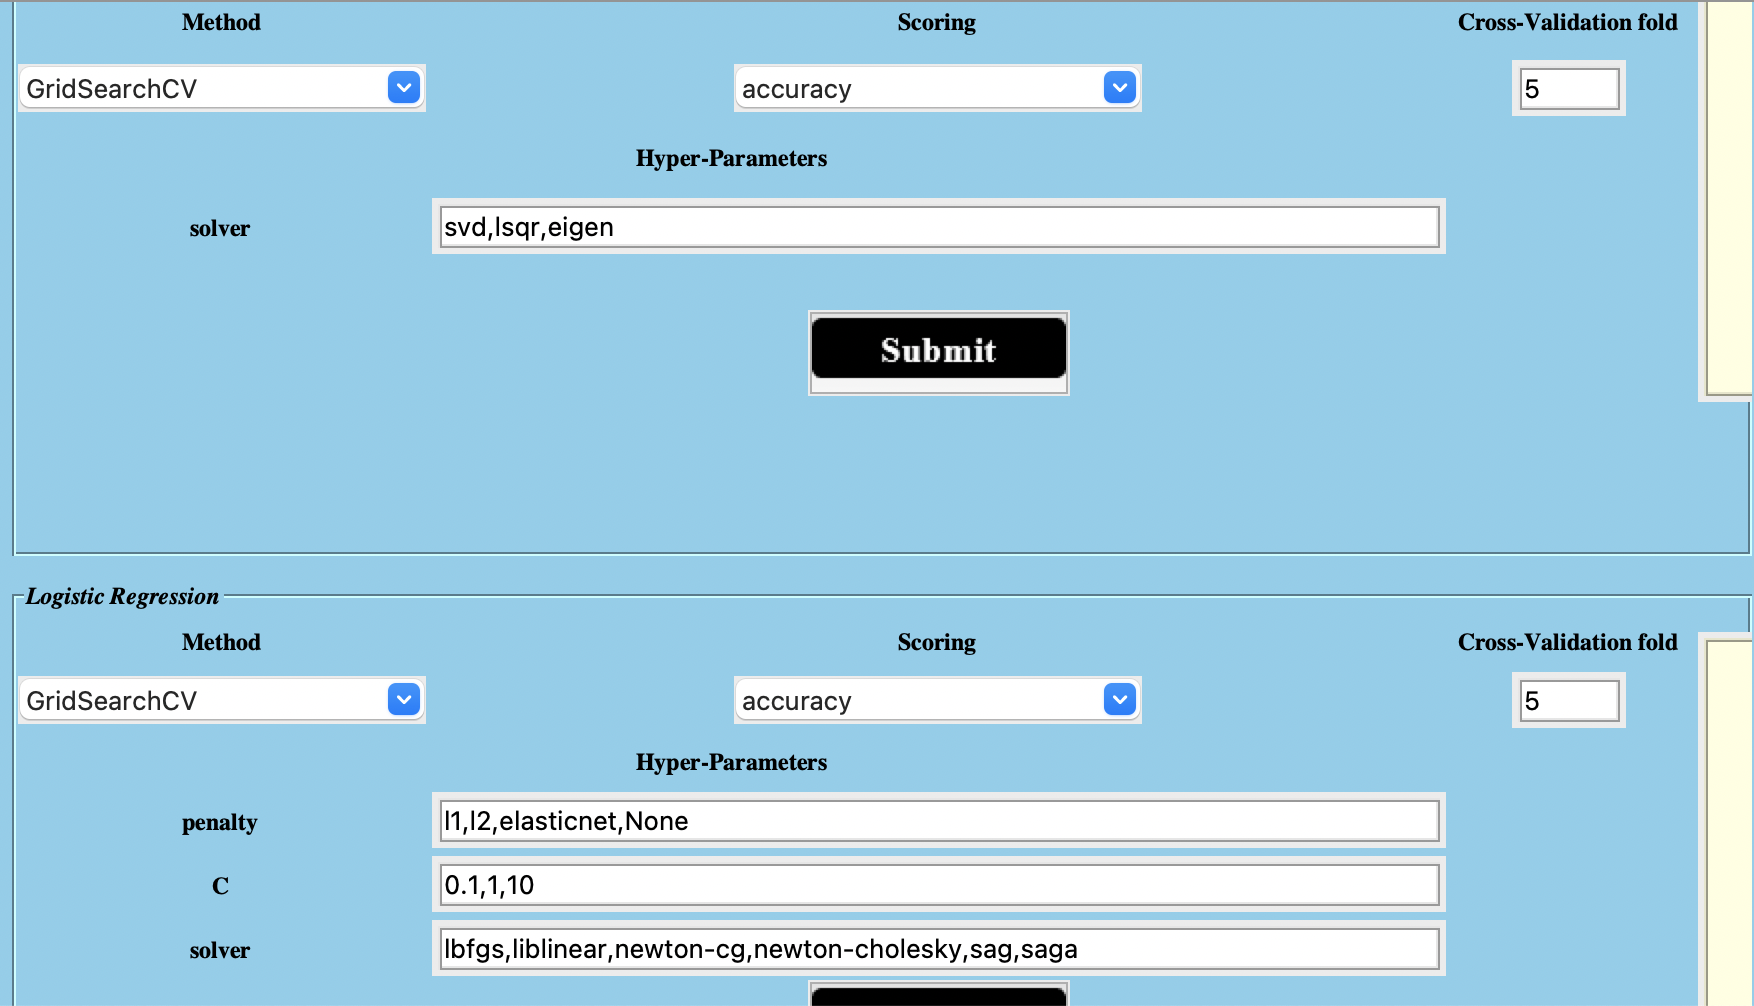 Method Scoring Cross-Validation fold
GridSearchCV accuracy 5
Hyper-Parameters
solver svd,lsqr,eigen
Submit
Logistic Regression
Method Scoring Cross-Validation fold
GridSearchCV accuracy 5
Hyper-Parameters
penalty l1,l2,elasticnet,None
C 0.1,1,10
solver lbfgs,liblinear,newton-cg,newton-cholesky,sag,saga